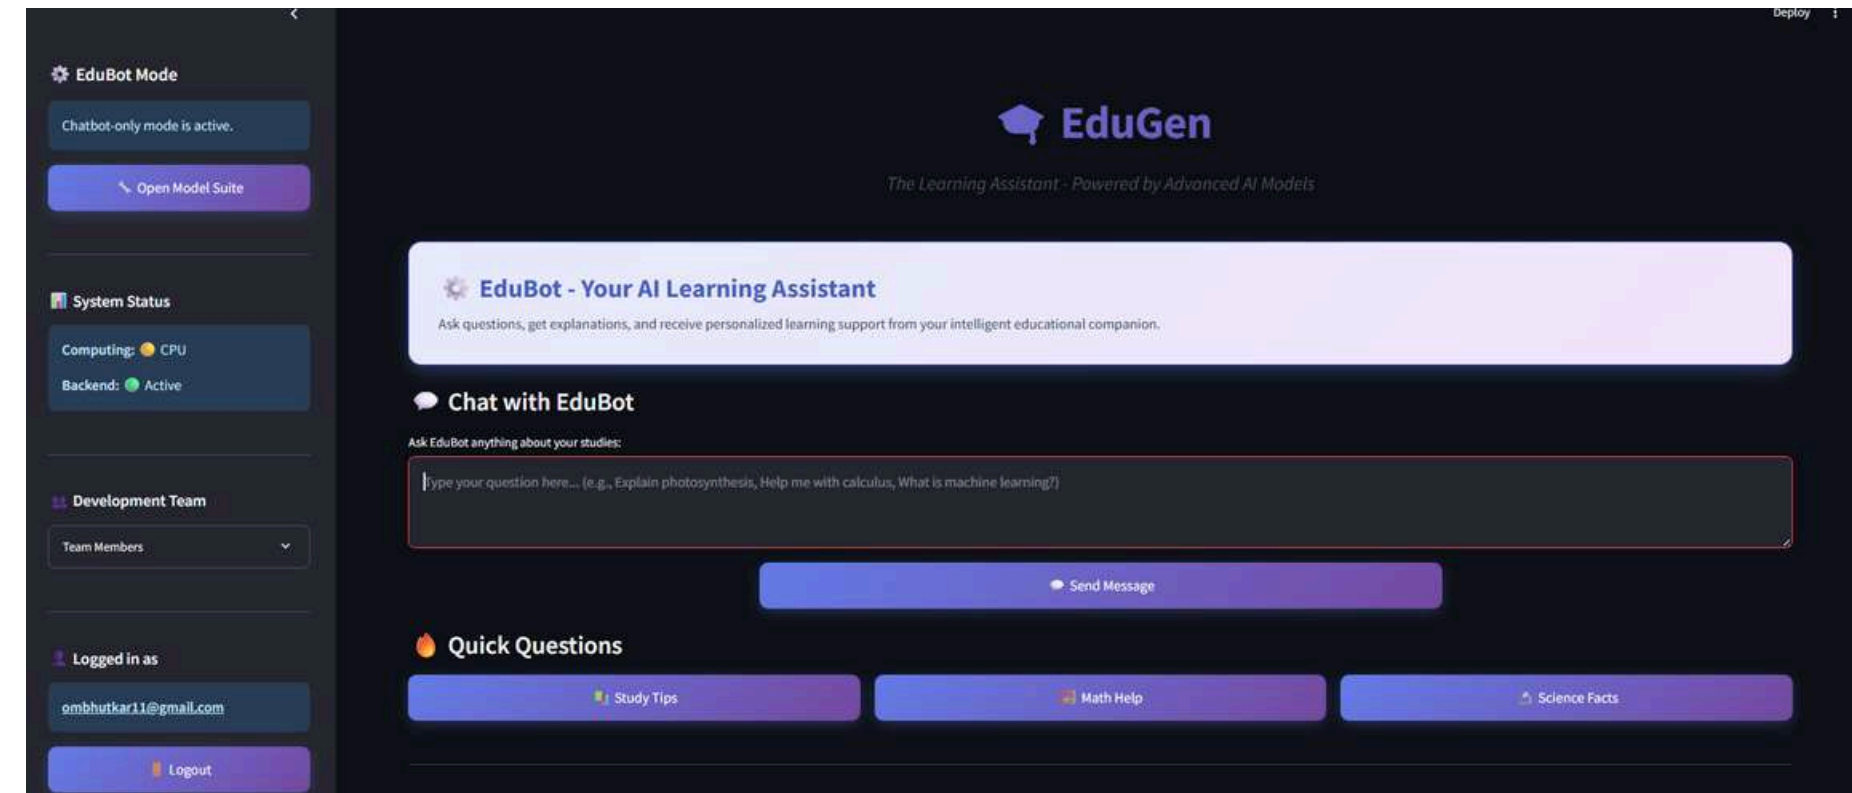 Deploy
EduBot Mode
Chatbot-only mode is active.
Open Model Suite
System Status
Computing: CPU
Backend: Active
Development Team
Team Members
Logged in as
ombhutkar11@gmail.com
Logout
EduGen
The Learning Assistant - Powered by Advanced AI Models
EduBot - Your AI Learning Assistant
Ask questions, get explanations, and receive personalized learning support from your intelligent educational companion.
Chat with EduBot
Ask EduBot anything about your studies:
Type your question here... (e.g., Explain photosynthesis, Help me with calculus, What is machine learning?)
Send Message
Quick Questions
Study Tips
Math Help
Science Facts